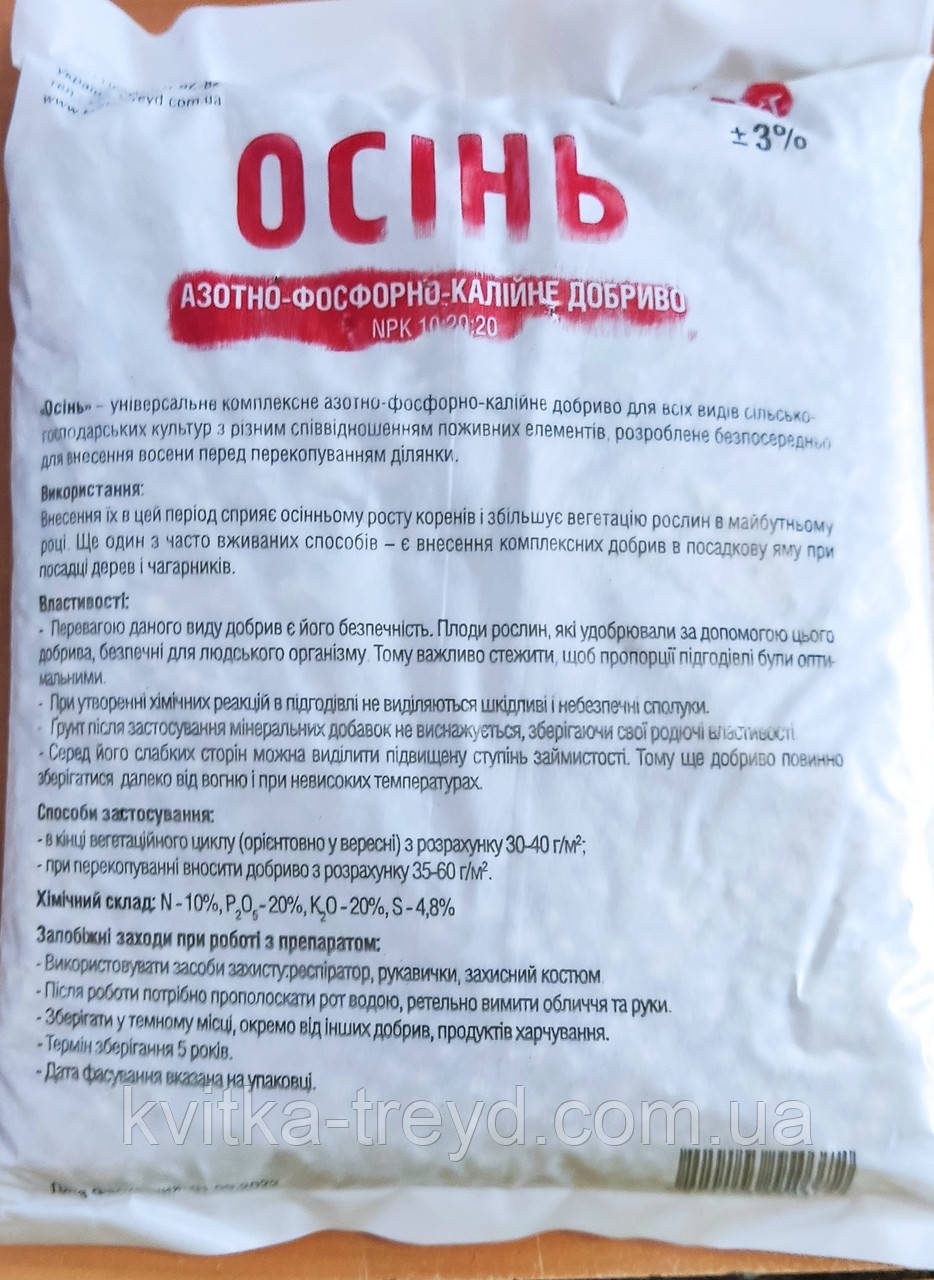 ± 3%
ОСІНЬ
АЗОТНО-ФОСФОРНО-КАЛІЙНЕ ДОБРИВО
NPK 10:20:20
«Осінь» – універсальне комплексне азотно-фосфорно-калійне добриво для всіх видів сільсько-
господарських культур з різним співвідношенням поживних елементів, розроблене безпосередньо
для внесення восени перед перекопуванням ділянки.
Використання:
Внесення їх в цей період сприяє осінньому росту коренів і збільшує вегетацію рослин в майбутньому
році. Ще один з часто вживаних способів – є внесення комплексних добрив в посадкову яму при
посадці дерев і чагарників.
Властивості:
- Перевагою даного виду добрив є його безпечність. Плоди рослин, які удобрювали за допомогою цього
добрива, безпечні для людського організму. Тому важливо стежити, щоб пропорції підгодівлі були опти-
мальними.
- При утворенні хімічних реакцій в підгодівлі не виділяються шкідливі і небезпечні сполуки.
- Ґрунт після застосування мінеральних добавок не виснажується, зберігаючи свої родючі властивості.
- Серед його слабких сторін можна виділити підвищену ступінь займистості. Тому ще добриво повинно
зберігатися далеко від вогню і при невисоких температурах.
Способи застосування:
- в кінці вегетаційного циклу (орієнтовно у вересні) з розрахунку 30-40 г/м²;
- при перекопуванні вносити добриво з розрахунку 35-60 г/м².
Хімічний склад: N - 10%, P₂O₅ - 20%, K₂O - 20%, S - 4,8%
Запобіжні заходи при роботі з препаратом:
- Використовувати засоби захисту:респіратор, рукавички, захисний костюм.
- Після роботи потрібно прополоскати рот водою, ретельно вимити обличчя та руки.
- Зберігати у темному місці, окремо від інших добрив, продуктів харчування.
- Термін зберігання 5 років.
- Дата фасування вказана на упаковці.
kvitka-treyd.com.ua